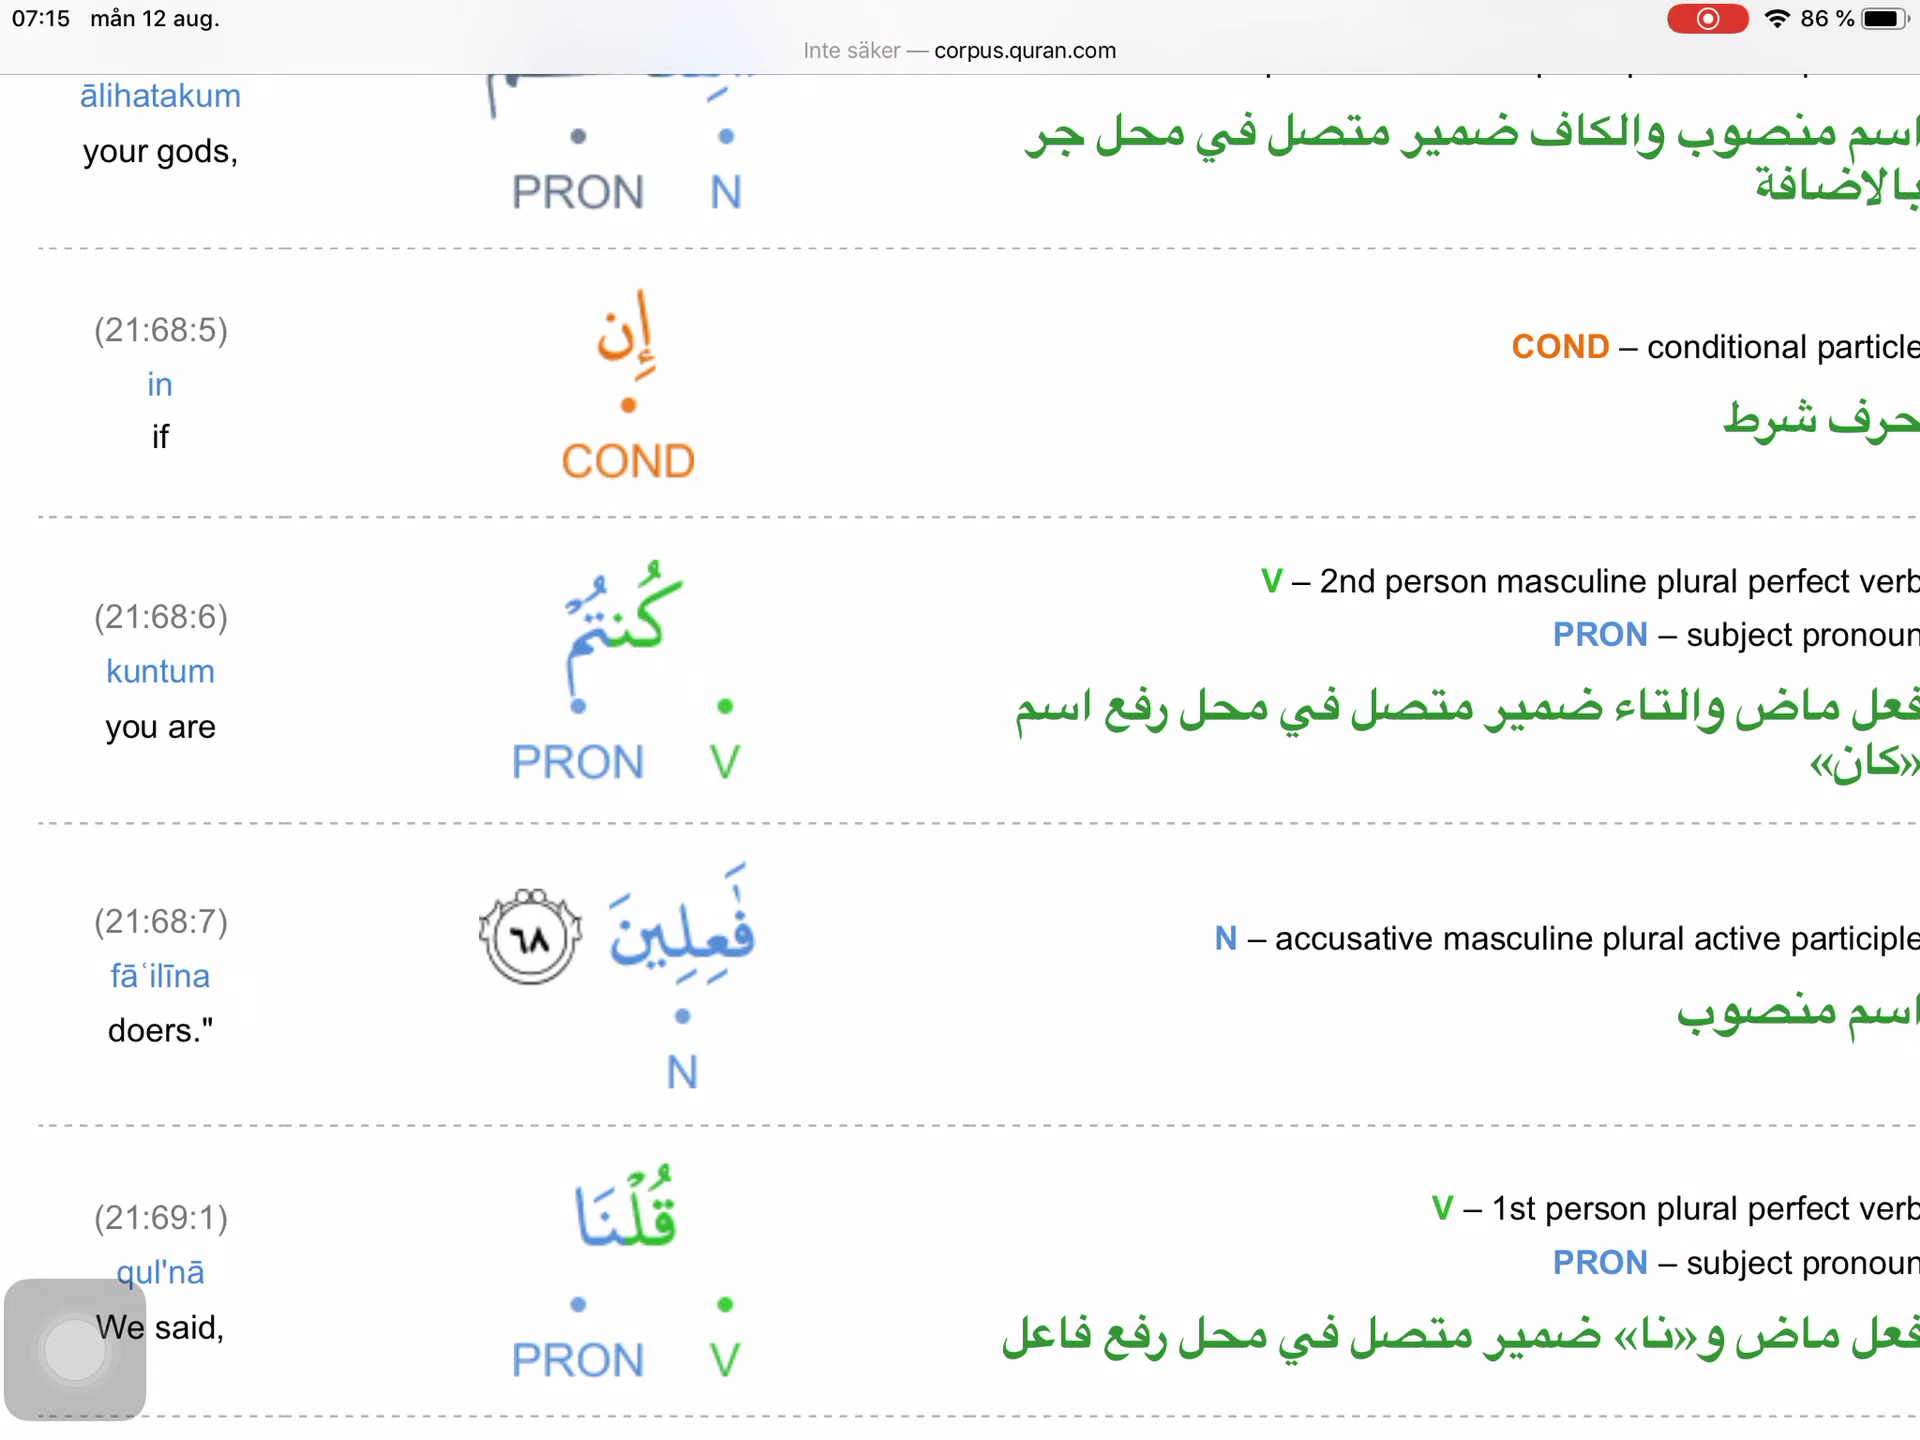 07:15 mån 12 aug. 86 %
Inte säker — corpus.quran.com
ālihatakum
your gods,
PRON N
اسم منصوب والكاف ضمير متصل في محل جر
بالاضافة
(21:68:5)
in
if
إِن
COND
COND – conditional particle
حرف شرط
(21:68:6)
kuntum
you are
كُنتُمْ
PRON V
V – 2nd person masculine plural perfect verb
PRON – subject pronoun
فعل ماض والتاء ضمير متصل في محل رفع اسم
«كان»
(21:68:7)
fāʿilīna
doers."
فَٰعِلِينَ ٦٨
N
N – accusative masculine plural active participle
اسم منصوب
(21:69:1)
qul'nā
We said,
قُلْنَا
PRON V
V – 1st person plural perfect verb
PRON – subject pronoun
فعل ماض و«نا» ضمير متصل في محل رفع فاعل